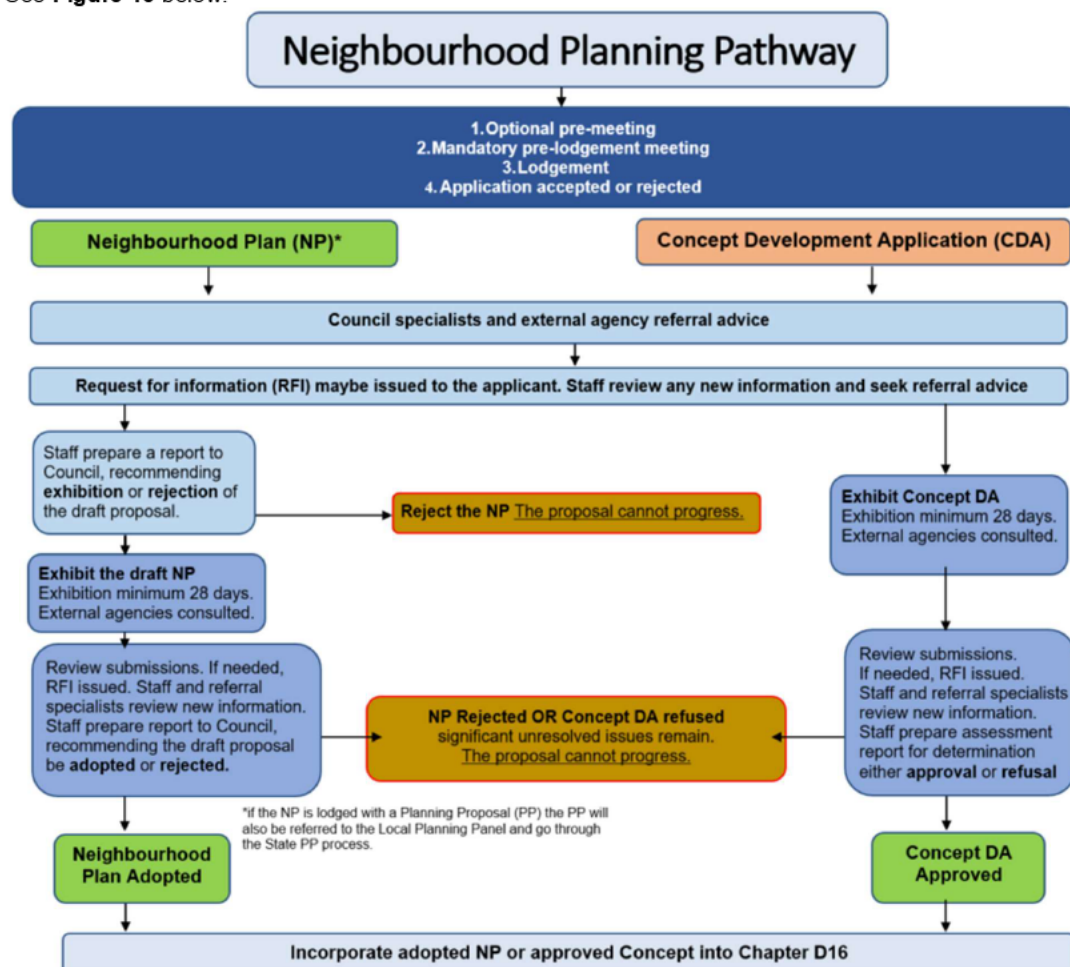 See Figure 18 below.
Neighbourhood Planning Pathway
1.Optional pre-meeting
2.Mandatory pre-lodgement meeting
3.Lodgement
4.Application accepted or rejected
Neighbourhood Plan (NP)*
Concept Development Application (CDA)
Council specialists and external agency referral advice
Request for information (RFI) maybe issued to the applicant. Staff review any new information and seek referral advice
Staff prepare a report to
Council, recommending
exhibition or rejection of
the draft proposal.
Reject the NP The proposal cannot progress.
Exhibit Concept DA
Exhibition minimum 28 days.
External agencies consulted.
Exhibit the draft NP
Exhibition minimum 28 days.
External agencies consulted.
Review submissions. If needed,
RFI issued. Staff and referral
specialists review new information.
Staff prepare report to Council,
recommending the draft proposal
be adopted or rejected.
NP Rejected OR Concept DA refused
significant unresolved issues remain.
The proposal cannot progress.
Review submissions.
If needed, RFI issued.
Staff and referral specialists
review new information.
Staff prepare assessment
report for determination
either approval or refusal
*if the NP is lodged with a Planning Proposal (PP) the PP will
also be referred to the Local Planning Panel and go through
the State PP process.
Neighbourhood
Plan Adopted
Concept DA
Approved
Incorporate adopted NP or approved Concept into Chapter D16